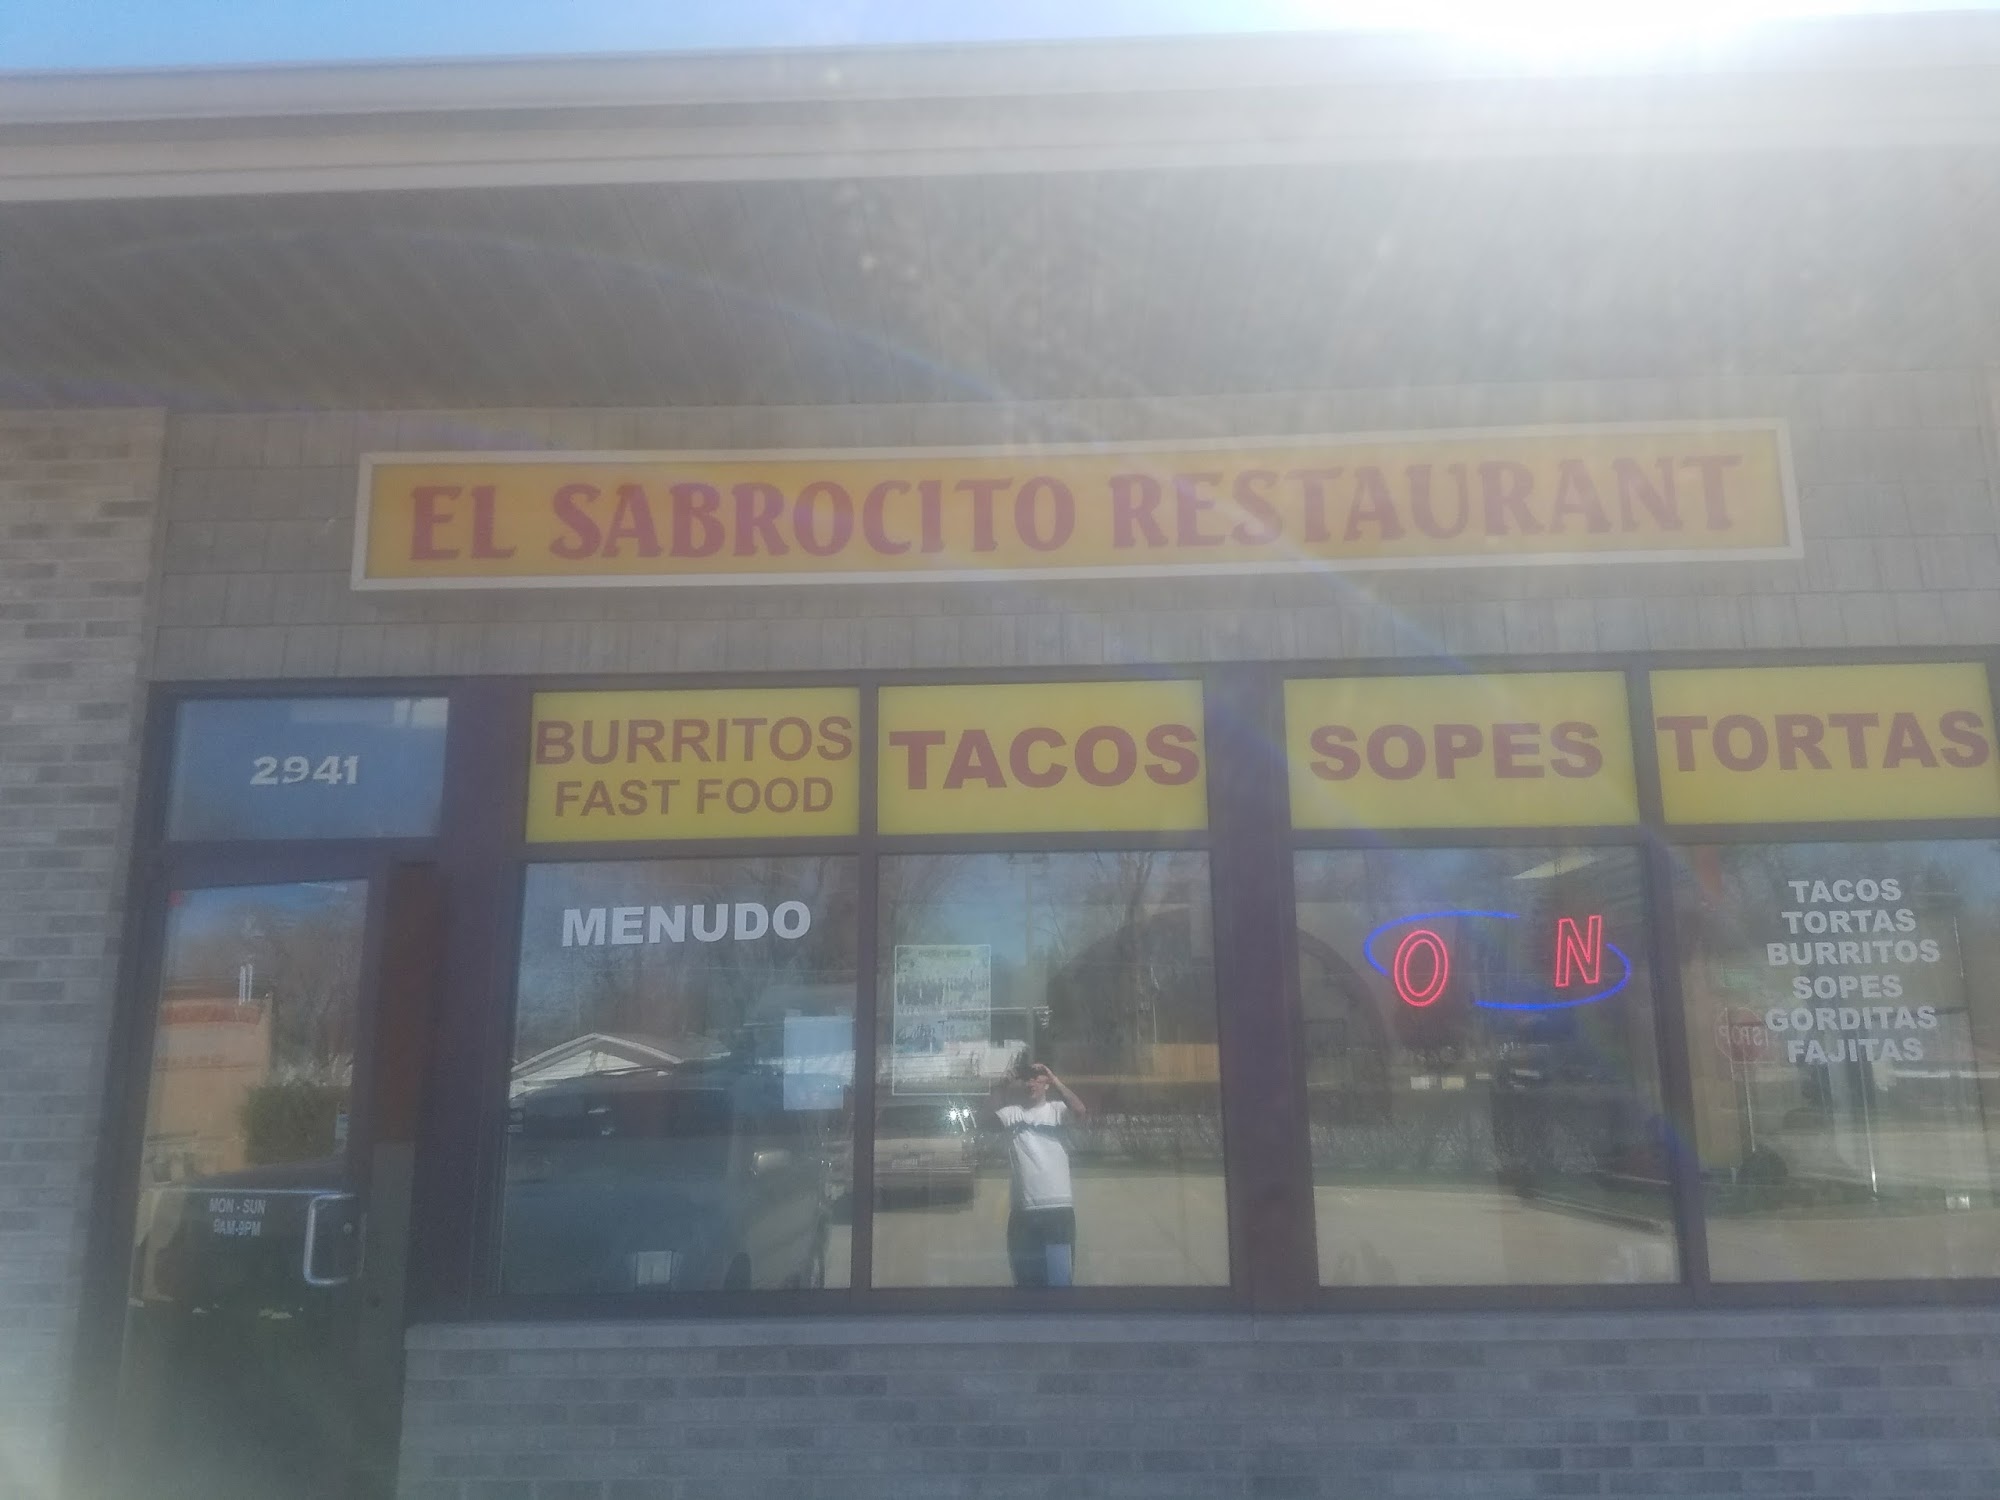 EL SABROCITO RESTAURANT
2941
BURRITOS
FAST FOOD
TACOS
SOPES
TORTAS
MENUDO
O N
TACOS
TORTAS
BURRITOS
SOPES
GORDITAS
FAJITAS
STOP
MON - SUN
9AM-9PM